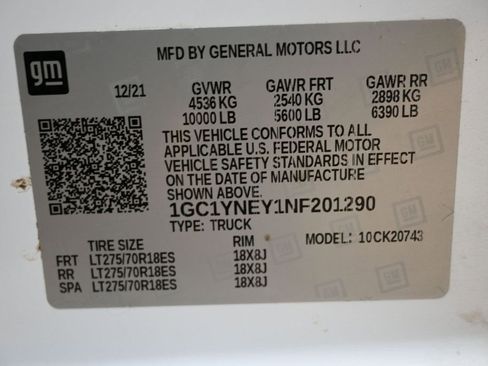 gm
MFD BY GENERAL MOTORS LLC
12/21 GVWR GAWR FRT GAWR RR
4536 KG 2540 KG 2898 KG
10000 LB 5600 LB 6390 LB
THIS VEHICLE CONFORMS TO ALL
APPLICABLE U.S. FEDERAL MOTOR
VEHICLE SAFETY STANDARDS IN EFFECT
ON THE DATE OF MANUFACTURE
SHOWN ABOVE.
1GC1YNEY1NF201290
TYPE: TRUCK MODEL: 10CK20743
TIRE SIZE RIM
FRT LT275/70R18ES 18X8J
RR LT275/70R18ES 18X8J
SPA LT275/70R18ES 18X8J